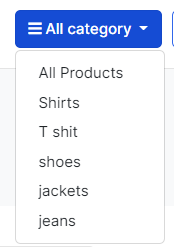 All category
All Products
Shirts
T shit
shoes
jackets
jeans